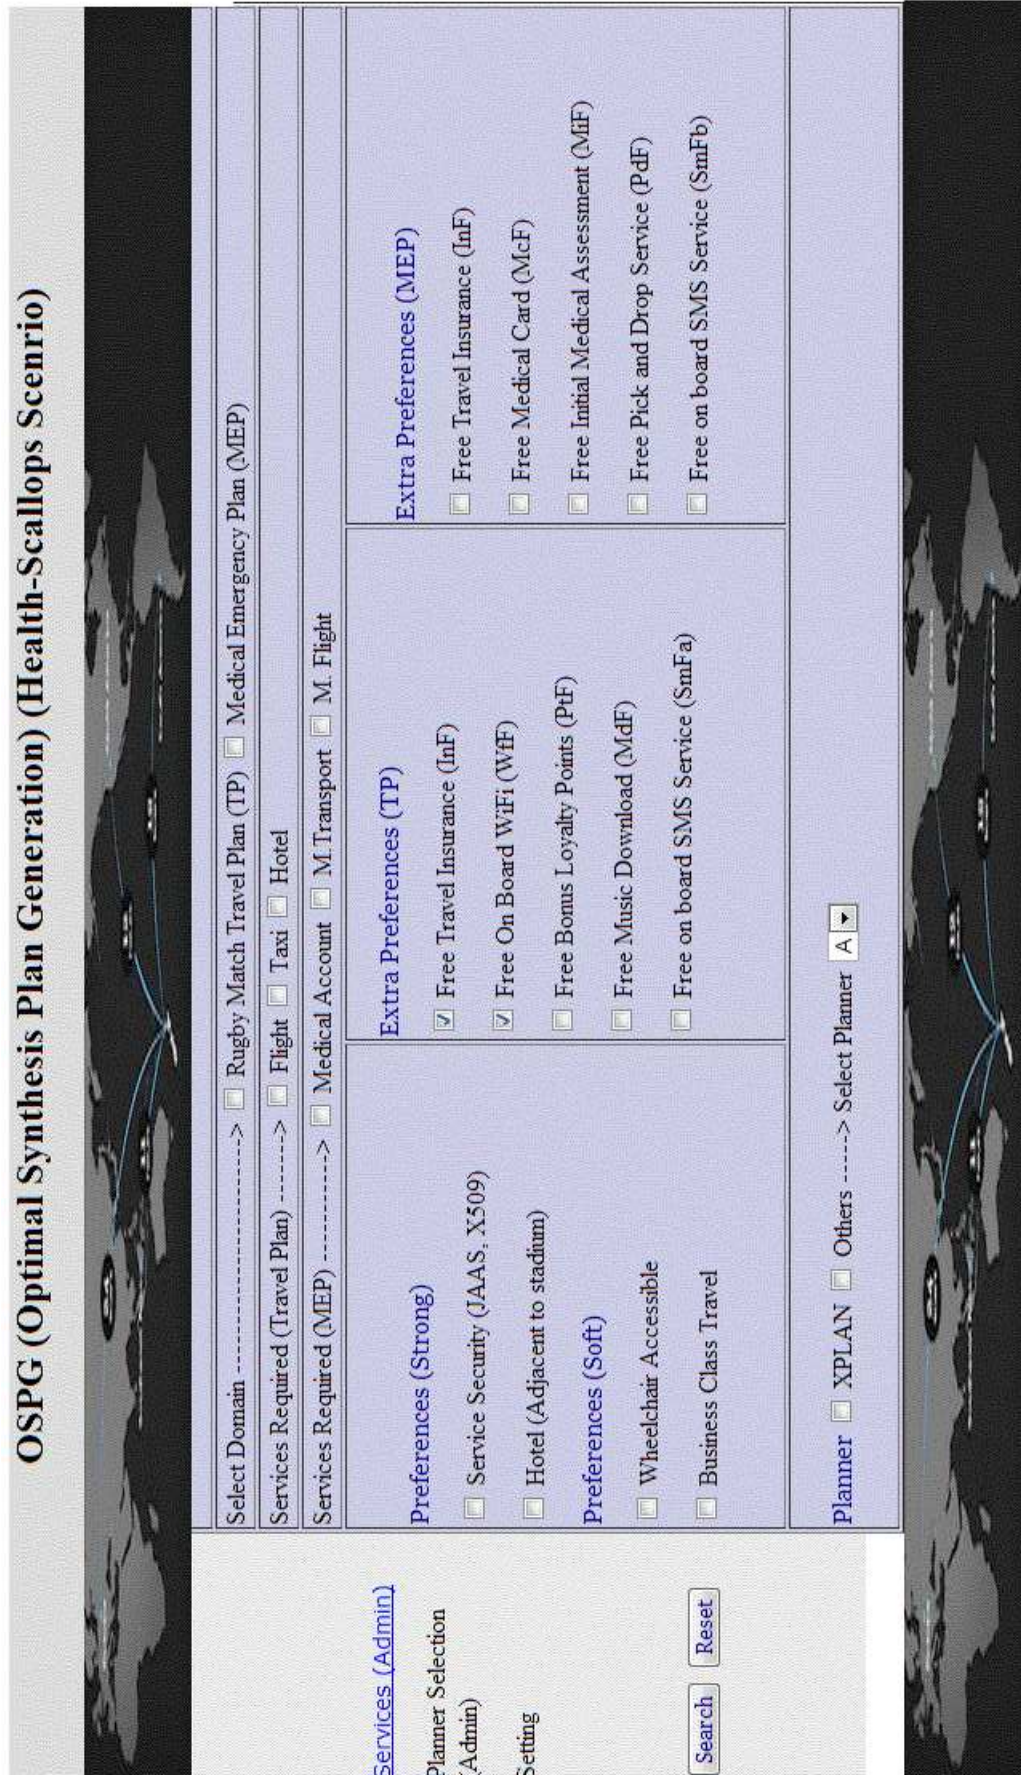 OSPG (Optimal Synthesis Plan Generation) (Health-Scallops Scenrio)
Select Domain ------------------------> Rugby Match Travel Plan (TP) Medical Emergency Plan (MEP)
Services Required (Travel Plan) -------> Flight Taxi Hotel
Services Required (MEP) -----------> Medical Account M.Transport M. Flight
Preferences (Strong)
Service Security (JAAS, X509)
Hotel (Adjacent to stadium)
Preferences (Soft)
Wheelchair Accessible
Business Class Travel
Extra Preferences (TP)
Free Travel Insurance (InF)
Free On Board WiFi (WfF)
Free Bonus Loyalty Points (PtF)
Free Music Download (MdF)
Free on board SMS Service (SmFa)
Extra Preferences (MEP)
Free Travel Insurance (InF)
Free Medical Card (McF)
Free Initial Medical Assessment (MiF)
Free Pick and Drop Service (PdF)
Free on board SMS Service (SmFb)
Planner XPLAN Others -----> Select Planner A
Services (Admin)
Planner Selection
(Admin)
Setting
Search Reset